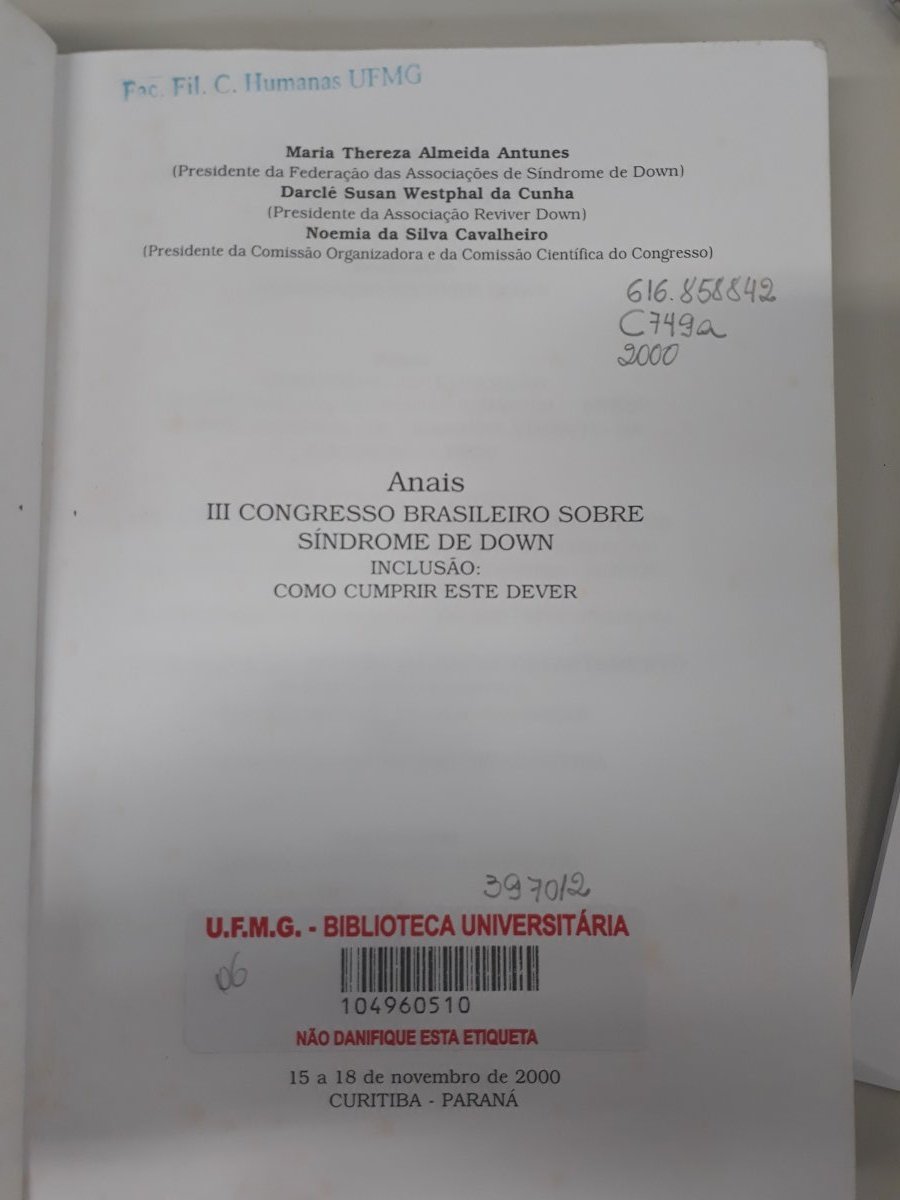 Fac. Fil. C. Humanas UFMG
Maria Thereza Almeida Antunes
(Presidente da Federação das Associações de Síndrome de Down)
Darclé Susan Westphal da Cunha
(Presidente da Associação Reviver Down)
Noemia da Silva Cavalheiro
(Presidente da Comissão Organizadora e da Comissão Científica do Congresso)
616.858842
C749a
2000
Anais
III CONGRESSO BRASILEIRO SOBRE
SÍNDROME DE DOWN
INCLUSÃO:
COMO CUMPRIR ESTE DEVER
3970/2
U.F.M.G. - BIBLIOTECA UNIVERSITÁRIA
06
104960510
NÃO DANIFIQUE ESTA ETIQUETA
15 a 18 de novembro de 2000
CURITIBA - PARANÁ